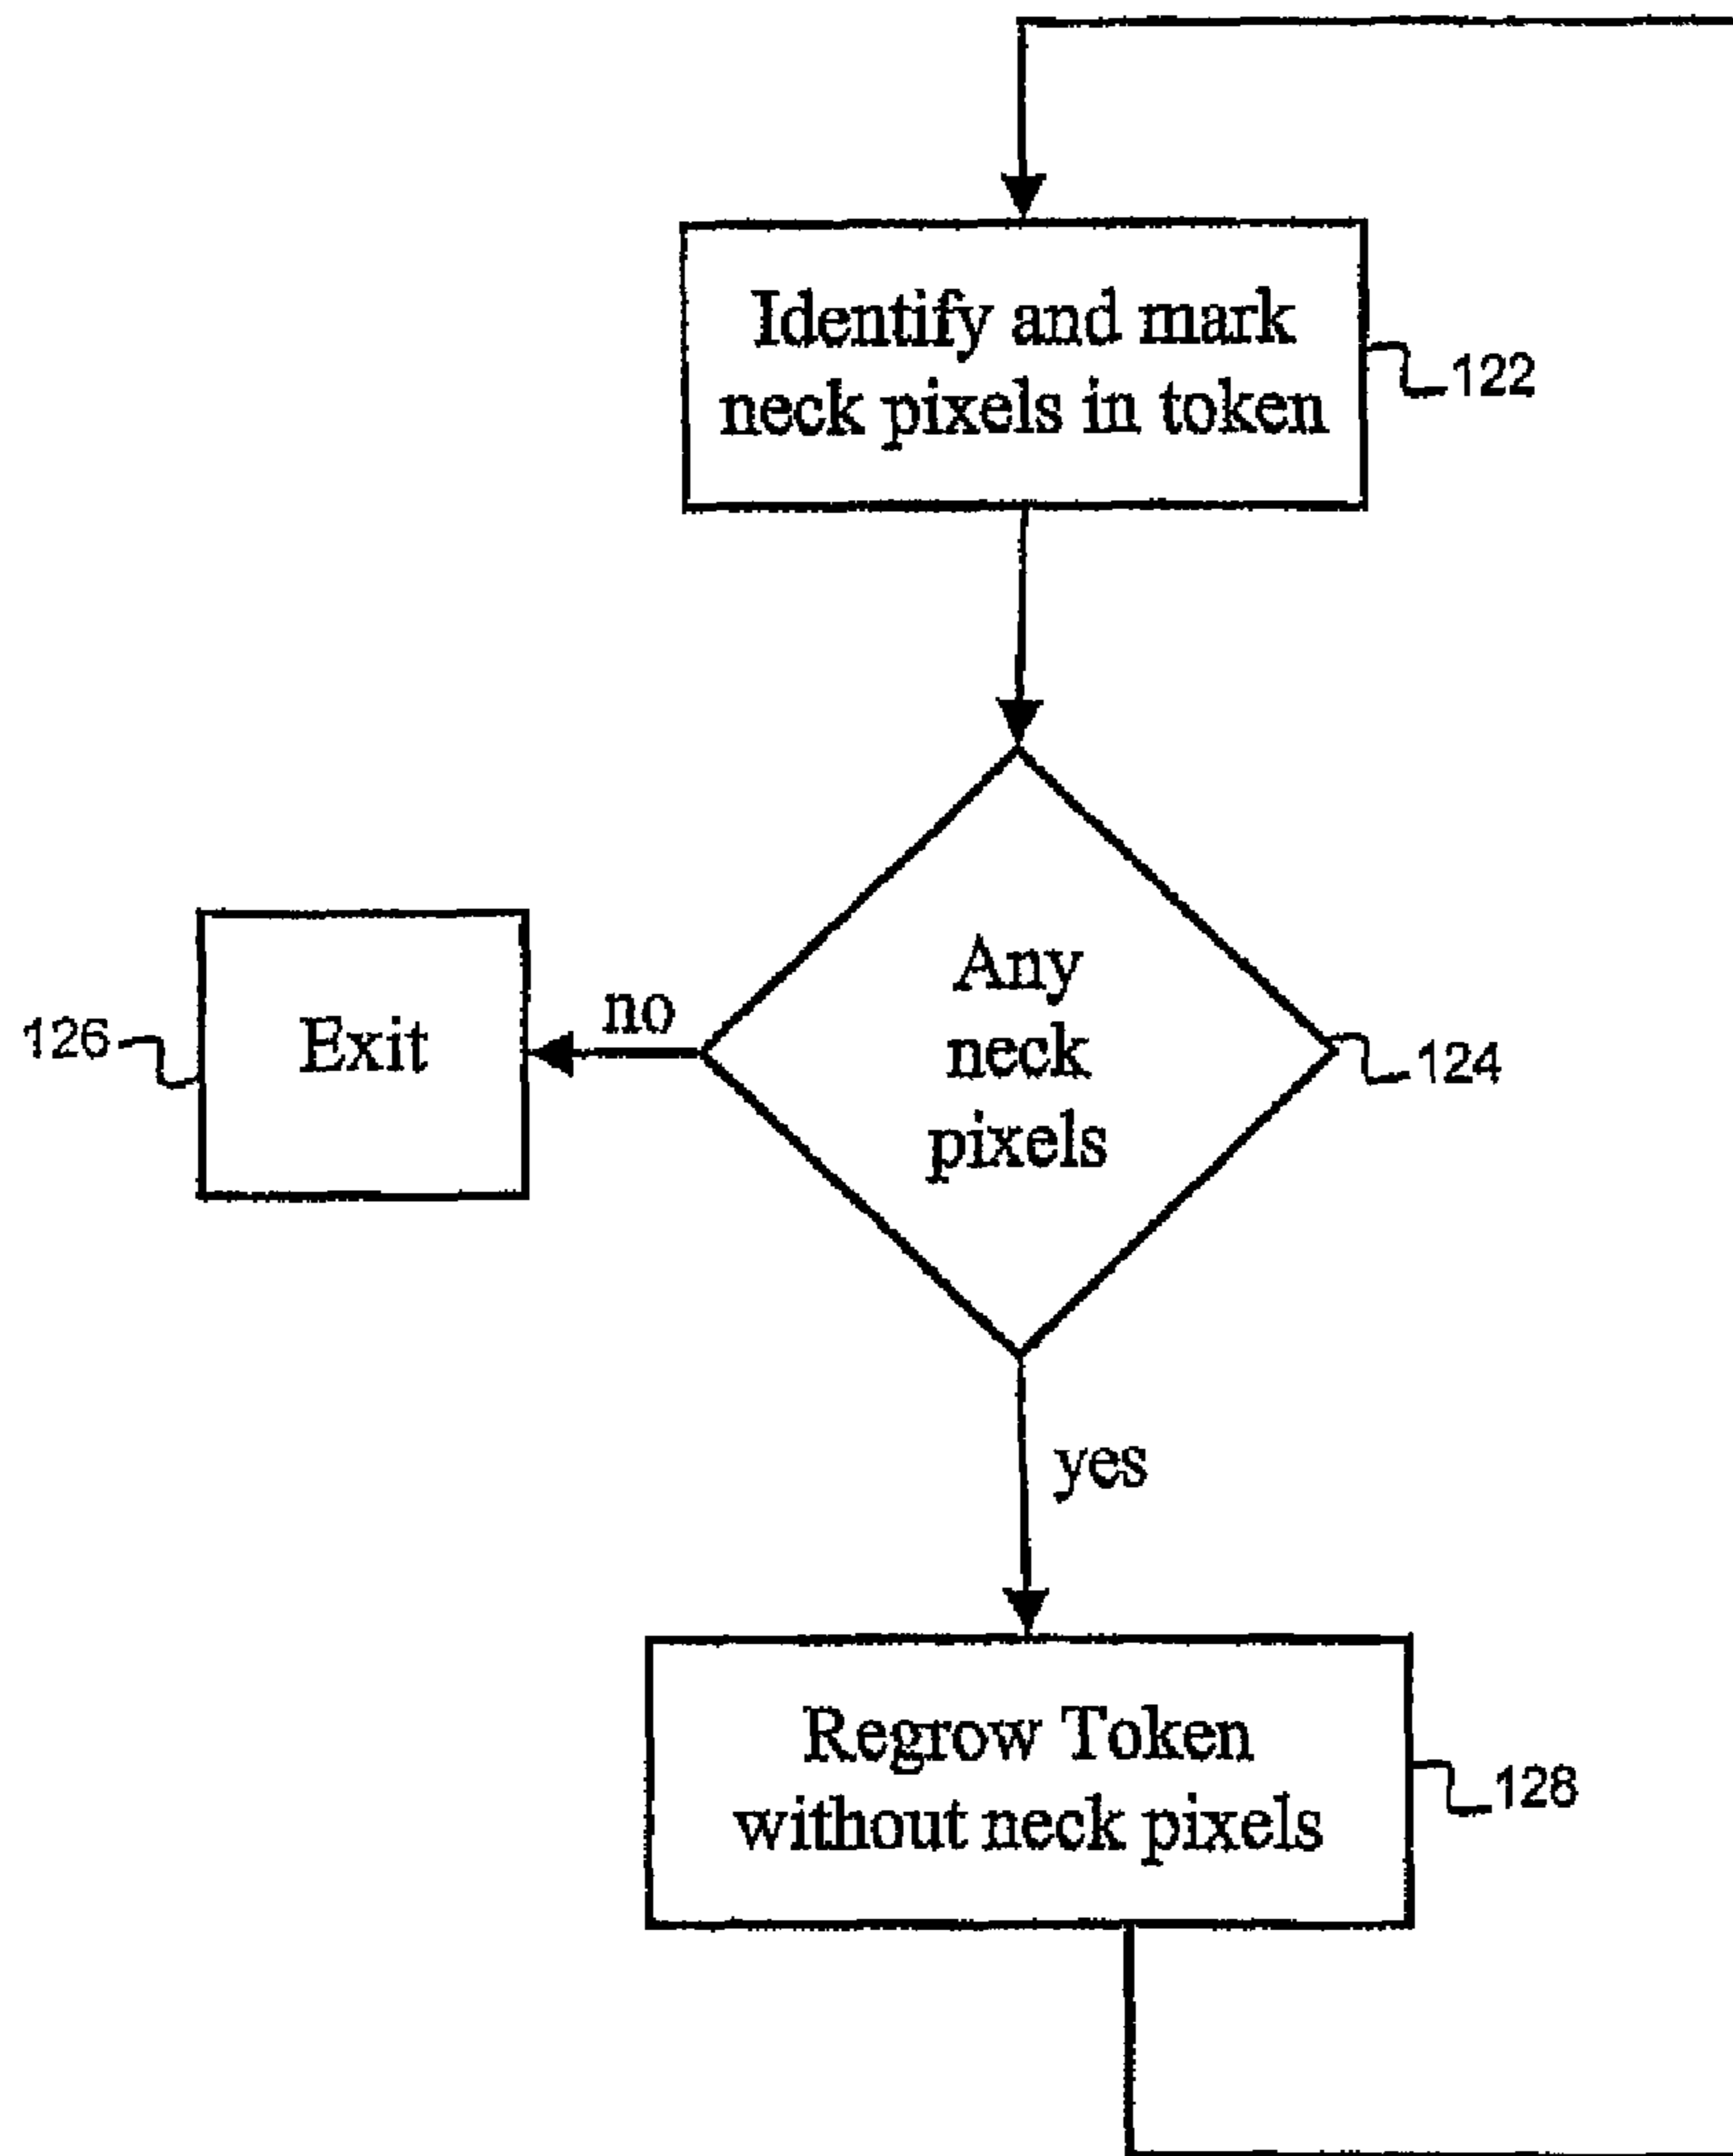 Identify and mark
neck pixels in token
122
Any
neck
pixels
124
no
Exit
126
yes
Regrow Token
without neck pixels
128